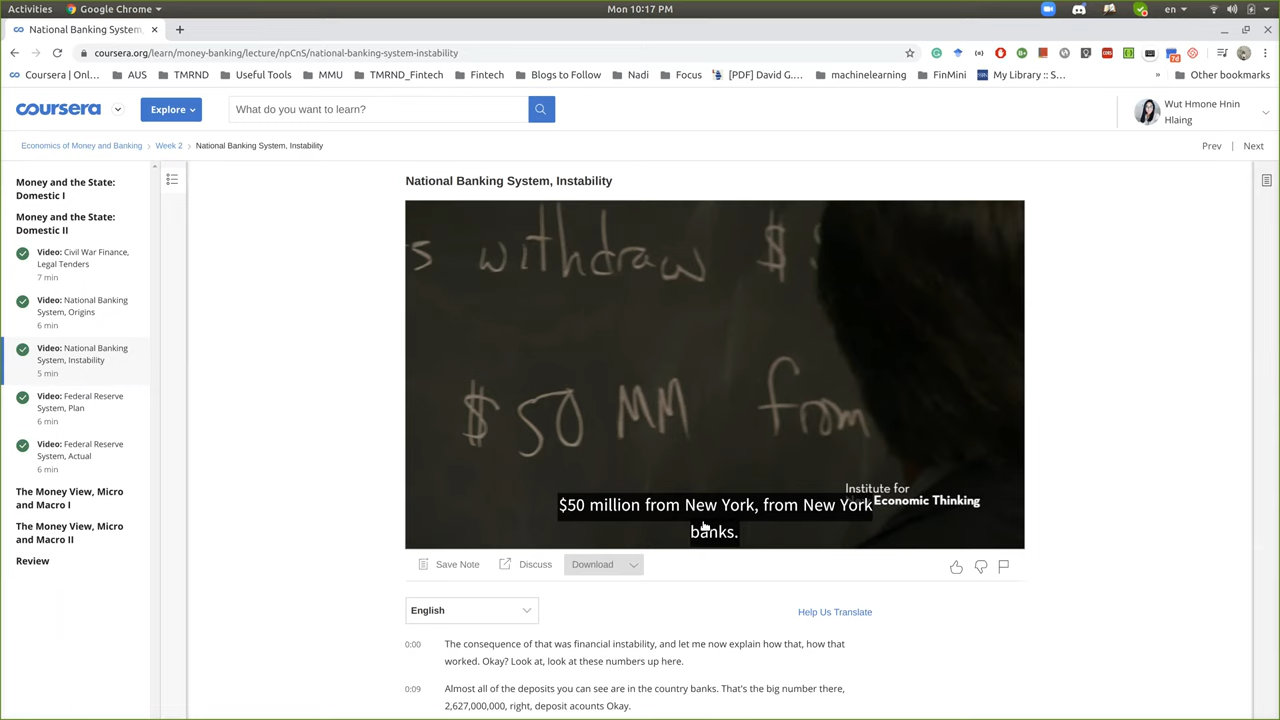 Activities
Google Chrome
Mon 10:17 PM
en
National Banking System,
coursera.org/learn/money-banking/lecture/npCnS/national-banking-system-instability
Coursera | Onl…
AUS
TMRND
Useful Tools
MMU
TMRND_Fintech
Fintech
Blogs to Follow
Nadi
Focus
[PDF] David G.…
machinelearning
FinMini
My Library :: S…
»
Other bookmarks
coursera
Explore
What do you want to learn?
Wut Hmone Hnin
Hlaing
Economics of Money and Banking
Week 2
National Banking System, Instability
Prev
Next
Money and the State:
Domestic I
Money and the State:
Domestic II
Video: Civil War Finance,
Legal Tenders
7 min
Video: National Banking
System, Origins
6 min
Video: National Banking
System, Instability
5 min
Video: Federal Reserve
System, Plan
6 min
Video: Federal Reserve
System, Actual
6 min
The Money View, Micro
and Macro I
The Money View, Micro
and Macro II
Review
National Banking System, Instability
s withdraw $
$50 MM from
Institute for
Economic Thinking
$50 million from New York, from New York
banks.
Save Note
Discuss
Download
English
Help Us Translate
0:00
The consequence of that was financial instability, and let me now explain how that, how that
worked. Okay? Look at, look at these numbers up here.
0:09
Almost all of the deposits you can see are in the country banks. That's the big number there,
2,627,000,000, right, deposit acounts Okay.